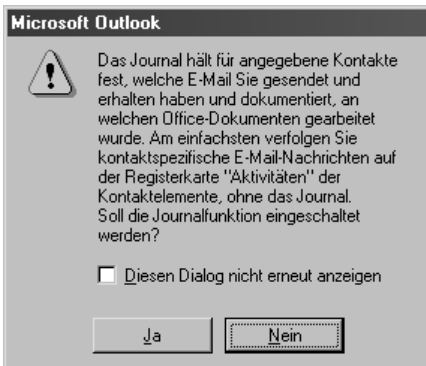 Microsoft Outlook
Das Journal hält für angegebene Kontakte
fest, welche E-Mail Sie gesendet und
erhalten haben und dokumentiert, an
welchen Office-Dokumenten gearbeitet
wurde. Am einfachsten verfolgen Sie
kontaktspezifische E-Mail-Nachrichten auf
der Registerkarte "Aktivitäten" der
Kontaktelemente, ohne das Journal.
Soll die Journalfunktion eingeschaltet
werden?
Diesen Dialog nicht erneut anzeigen
Ja
Nein